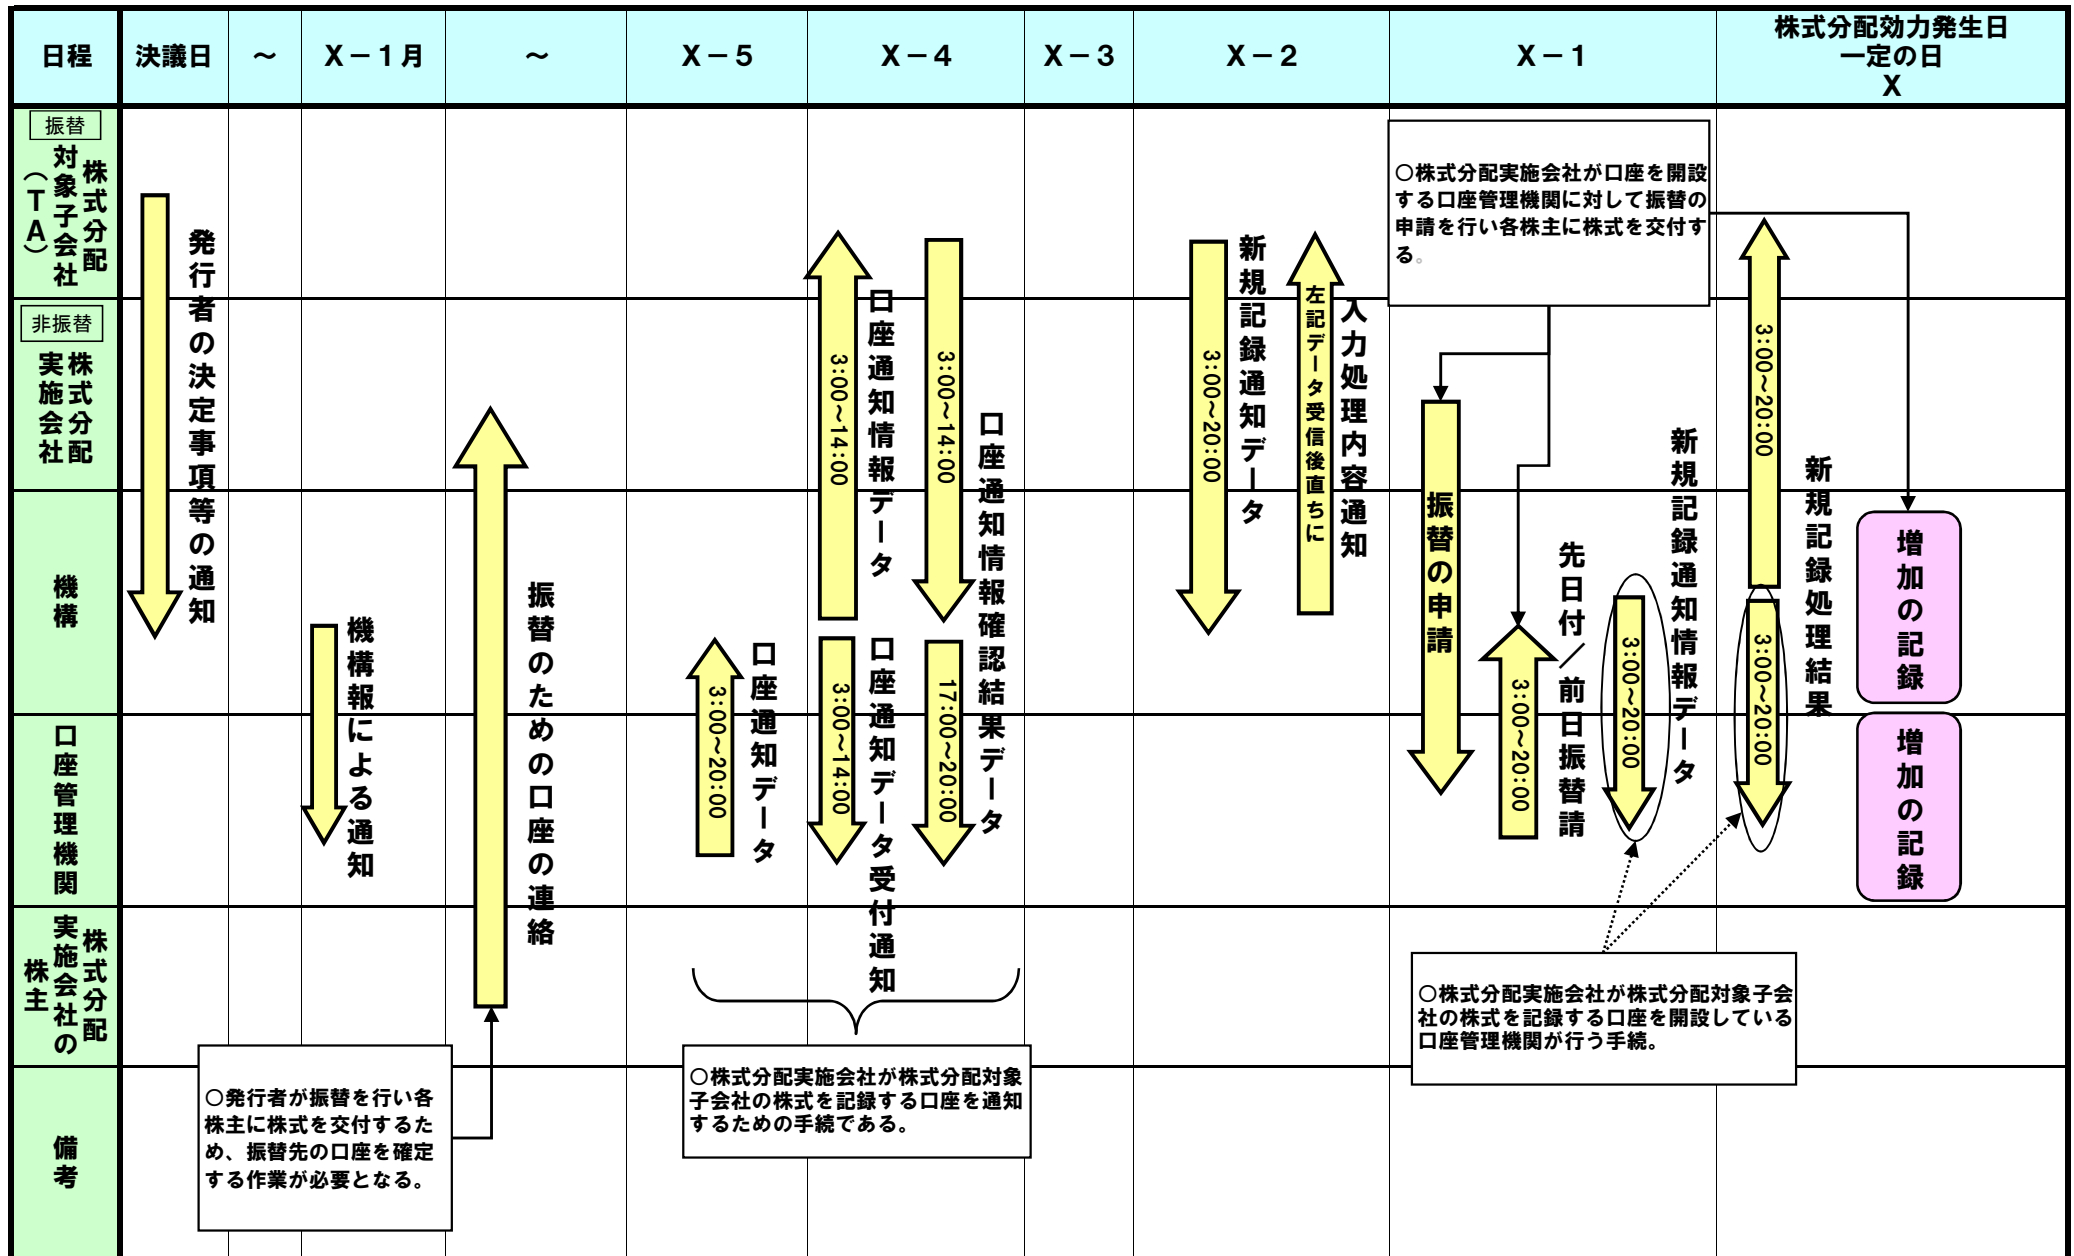 日程
決議日
～
X－1月
～
X－5
X－4
X－3
X－2
X－1
株式分配効力発生日
一定の日
X
振替
株式分配
対象子会社
（TA）
非振替
株式分配
実施会社
機構
口座管理機関
株式分配
実施会社の
株主
備考
発行者の決定事項等の通知
機構報による通知
振替のための口座の連絡
○発行者が振替を行い各
株主に株式を交付するた
め、振替先の口座を確定
する作業が必要となる。
3:00～20:00
口座通知データ
3:00～14:00
口座通知情報データ
3:00～14:00
口座通知データ受付通知
3:00～14:00
17:00～20:00
口座通知情報確認結果データ
○株式分配実施会社が株式分配対象
子会社の株式を記録する口座を通知
するための手続である。
3:00～20:00
新規記録通知データ
左記データ受信後直ちに
入力処理内容通知
○株式分配実施会社が口座を開設
する口座管理機関に対して振替の
申請を行い各株主に株式を交付す
る。
振替の申請
3:00～20:00
先日付／前日振替請
3:00～20:00
新規記録通知情報データ
3:00～20:00
3:00～20:00
新規記録処理結果
増加の記録
増加の記録
○株式分配実施会社が株式分配対象子会
社の株式を記録する口座を開設している
口座管理機関が行う手続。